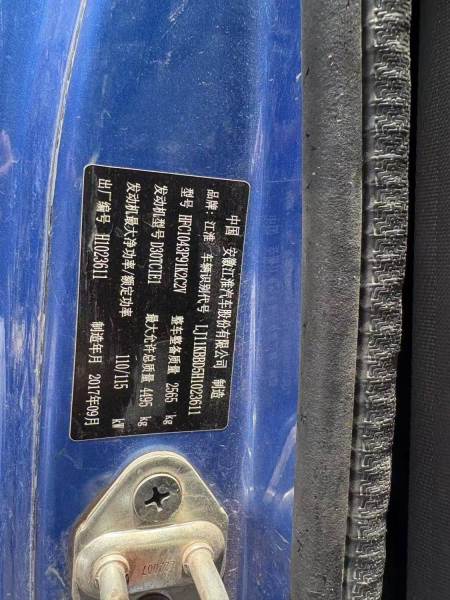 中国 安徽江淮汽车股份有限公司 制造
品牌：江淮 车辆识别代号 LJ11KBBD5H1023611
型号 HFC1043P91K2C2V 整车整备质量 2565 kg
发动机型号 D30TC1E1 最大允许总质量 4495 kg
发动机最大净功率/额定功率 110/115 kW
出厂编号 H1023611 制造年月 2017年09月